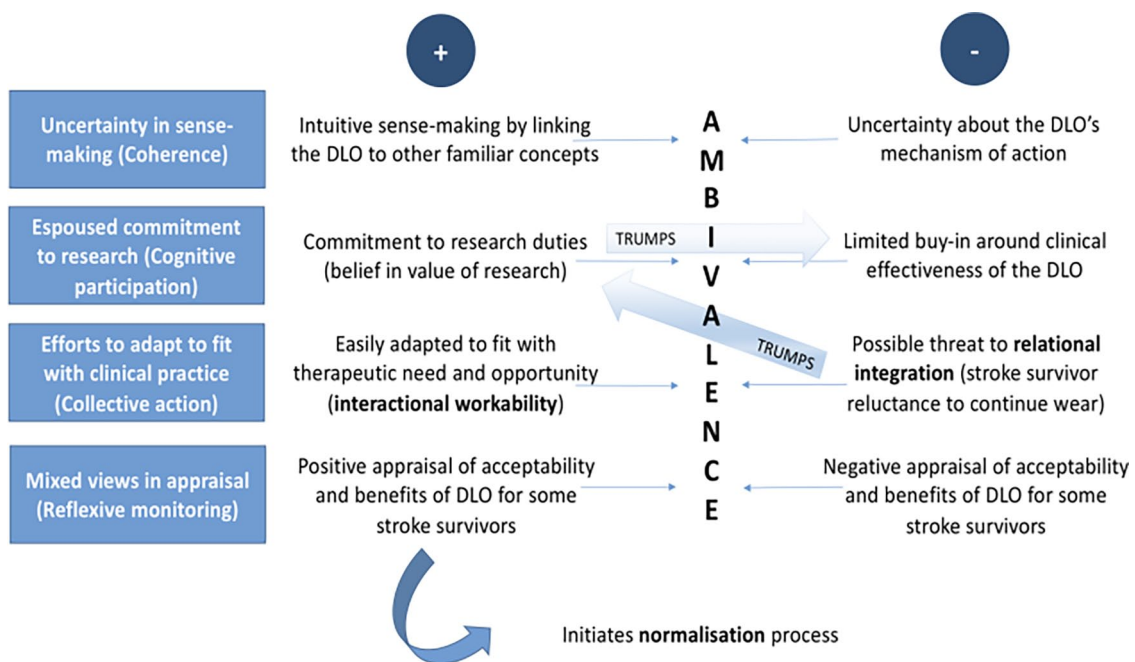 +
-
Uncertainty in sense-
making (Coherence)
Intuitive sense-making by linking
the DLO to other familiar concepts
Uncertainty about the DLO's
mechanism of action
Espoused commitment
to research (Cognitive
participation)
Commitment to research duties
(belief in value of research)
TRUMPS
Limited buy-in around clinical
effectiveness of the DLO
Efforts to adapt to fit
with clinical practice
(Collective action)
Easily adapted to fit with
therapeutic need and opportunity
(interactional workability)
TRUMPS
Possible threat to relational
integration (stroke survivor
reluctance to continue wear)
Mixed views in appraisal
(Reflexive monitoring)
Positive appraisal of acceptability
and benefits of DLO for some
stroke survivors
Negative appraisal of acceptability
and benefits of DLO for some
stroke survivors
A
M
B
I
V
A
L
E
N
C
E
Initiates normalisation process